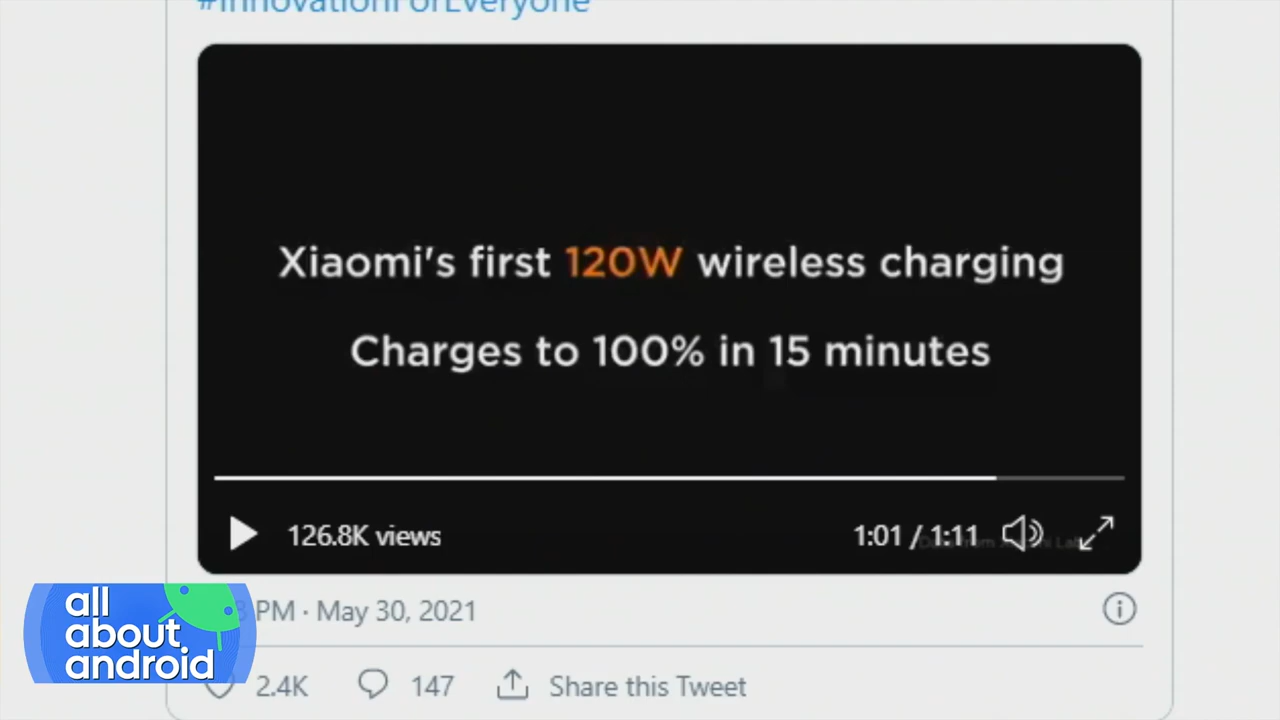 #InnovationForEveryone
Xiaomi's first 120W wireless charging
Charges to 100% in 15 minutes
126.8K views
1:01 / 1:11
PM · May 30, 2021
all
about
android
2.4K
147
Share this Tweet